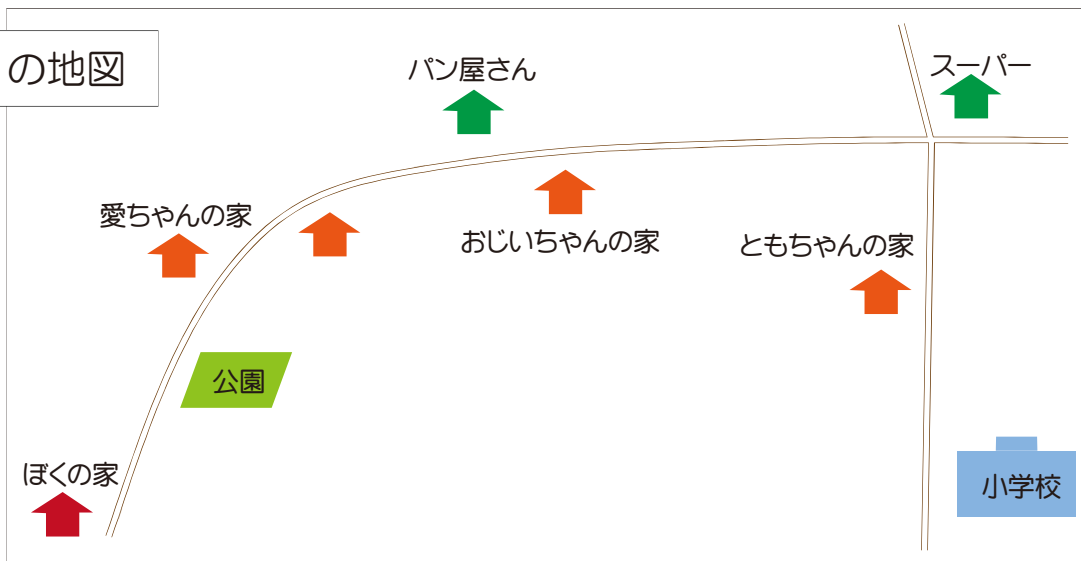 の地図
パン屋さん
スーパー
愛ちゃんの家
おじいちゃんの家
ともちゃんの家
公園
ぼくの家
小学校